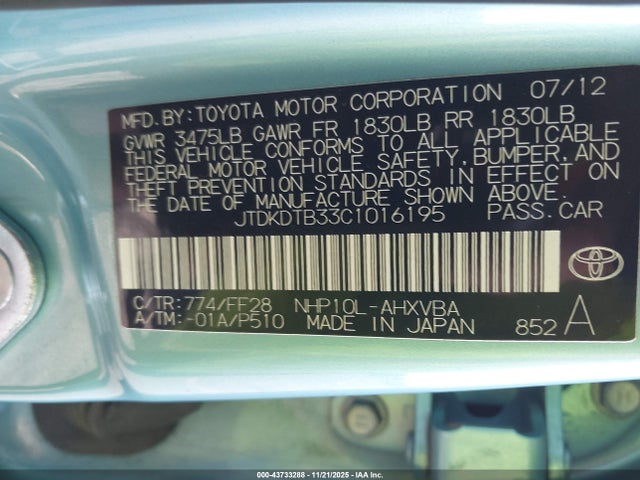 07/12
MFD.BY:TOYOTA MOTOR CORPORATION
GVWR 3475LB GAWR FR 1830LB RR 1830LB
THIS VEHICLE CONFORMS TO ALL APPLICABLE
FEDERAL MOTOR VEHICLE SAFETY,BUMPER,AND
THEFT PREVENTION STANDARDS IN EFFECT ON
THE DATE OF MANUFACTURE SHOWN ABOVE.
JTDKDTB33C1016195 PASS.CAR
C/TR:774/FF28 NHP10L-AHXVBA
A/TM:-01A/P510 MADE IN JAPAN 852 A
000-43733288 - 11/21/2025 - IAA Inc.